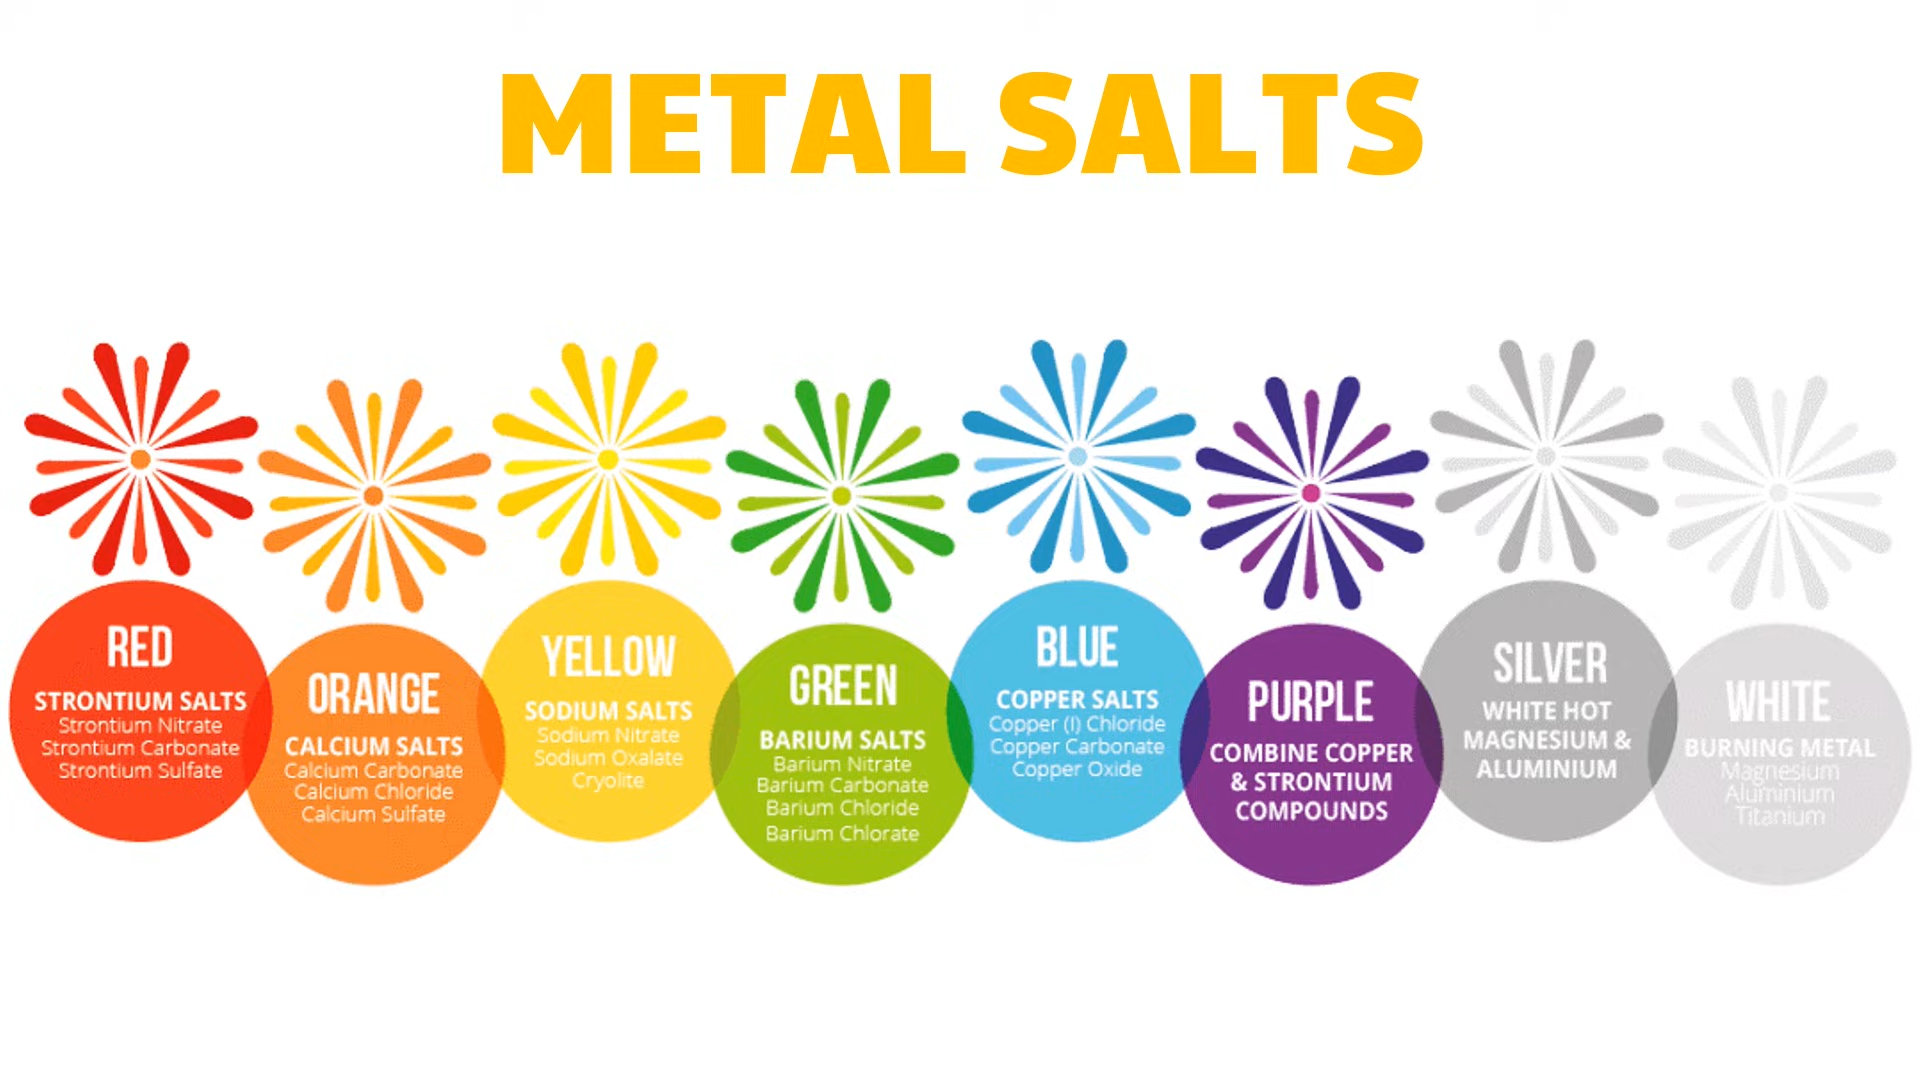 METAL SALTS
RED
STRONTIUM SALTS
Strontium Nitrate
Strontium Carbonate
Strontium Sulfate
ORANGE
CALCIUM SALTS
Calcium Carbonate
Calcium Chloride
Calcium Sulfate
YELLOW
SODIUM SALTS
Sodium Nitrate
Sodium Oxalate
Cryolite
GREEN
BARIUM SALTS
Barium Nitrate
Barium Carbonate
Barium Chloride
Barium Chlorate
BLUE
COPPER SALTS
Copper (I) Chloride
Copper Carbonate
Copper Oxide
PURPLE
COMBINE COPPER
& STRONTIUM
COMPOUNDS
SILVER
WHITE HOT
MAGNESIUM &
ALUMINIUM
WHITE
BURNING METAL
Magnesium
Aluminium
Titanium